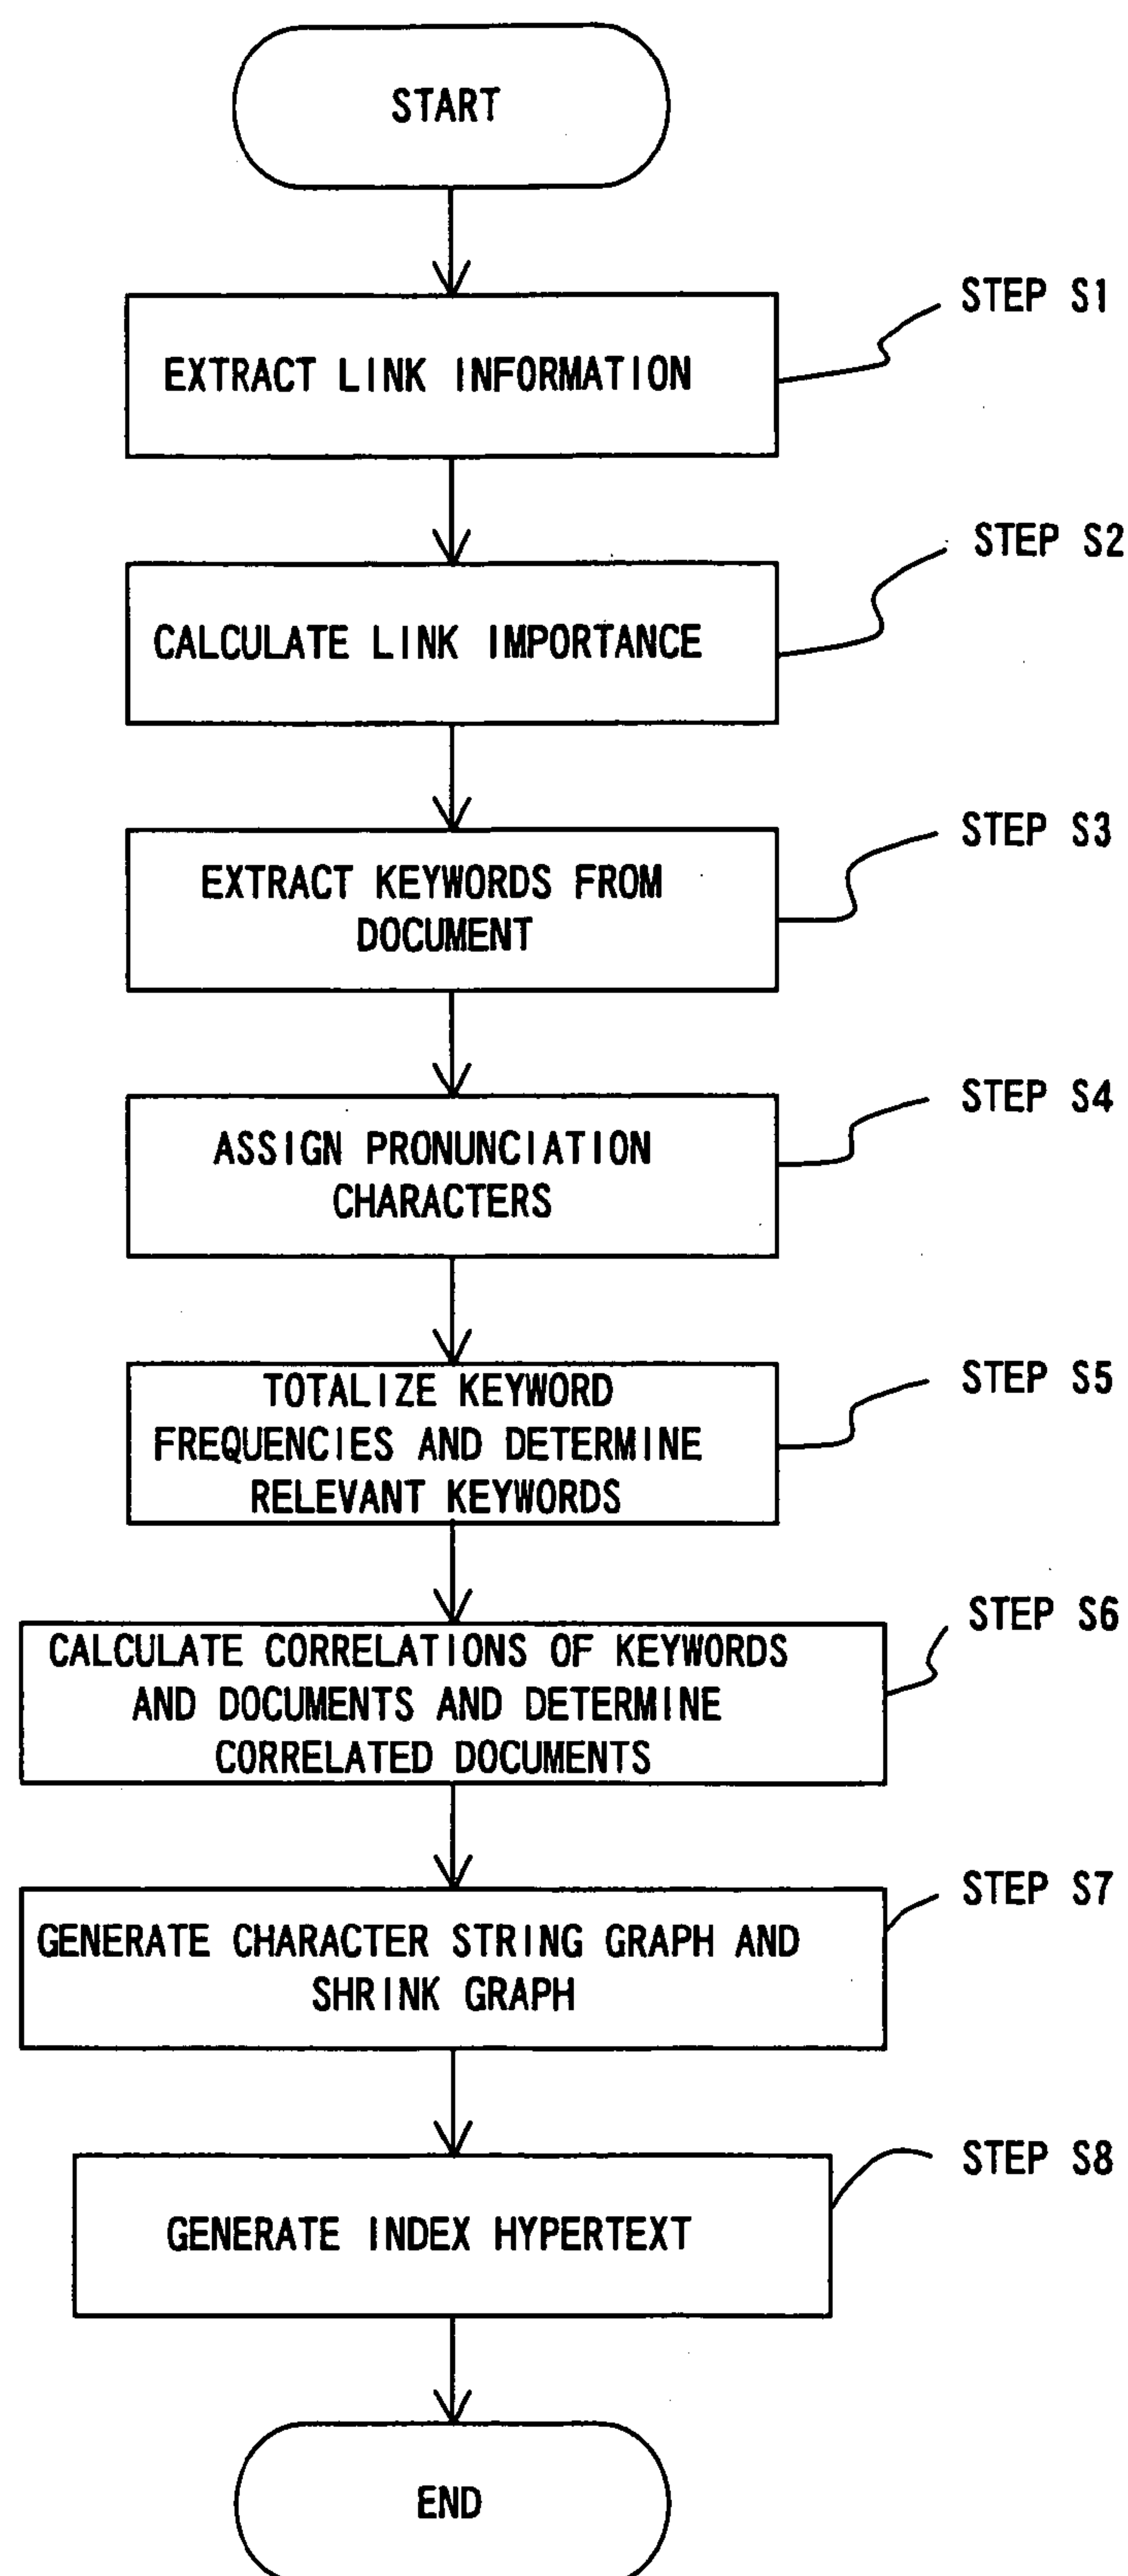 START
STEP S1
EXTRACT LINK INFORMATION
STEP S2
CALCULATE LINK IMPORTANCE
STEP S3
EXTRACT KEYWORDS FROM
DOCUMENT
STEP S4
ASSIGN PRONUNCIATION
CHARACTERS
STEP S5
TOTALIZE KEYWORD
FREQUENCIES AND DETERMINE
RELEVANT KEYWORDS
STEP S6
CALCULATE CORRELATIONS OF KEYWORDS
AND DOCUMENTS AND DETERMINE
CORRELATED DOCUMENTS
STEP S7
GENERATE CHARACTER STRING GRAPH AND
SHRINK GRAPH
STEP S8
GENERATE INDEX HYPERTEXT
END